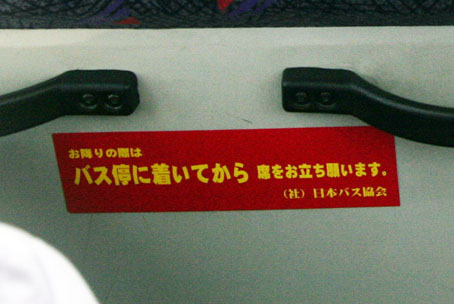 お降りの際は
バス停に着いてから 席をお立ち願います。
（社）日本バス協会